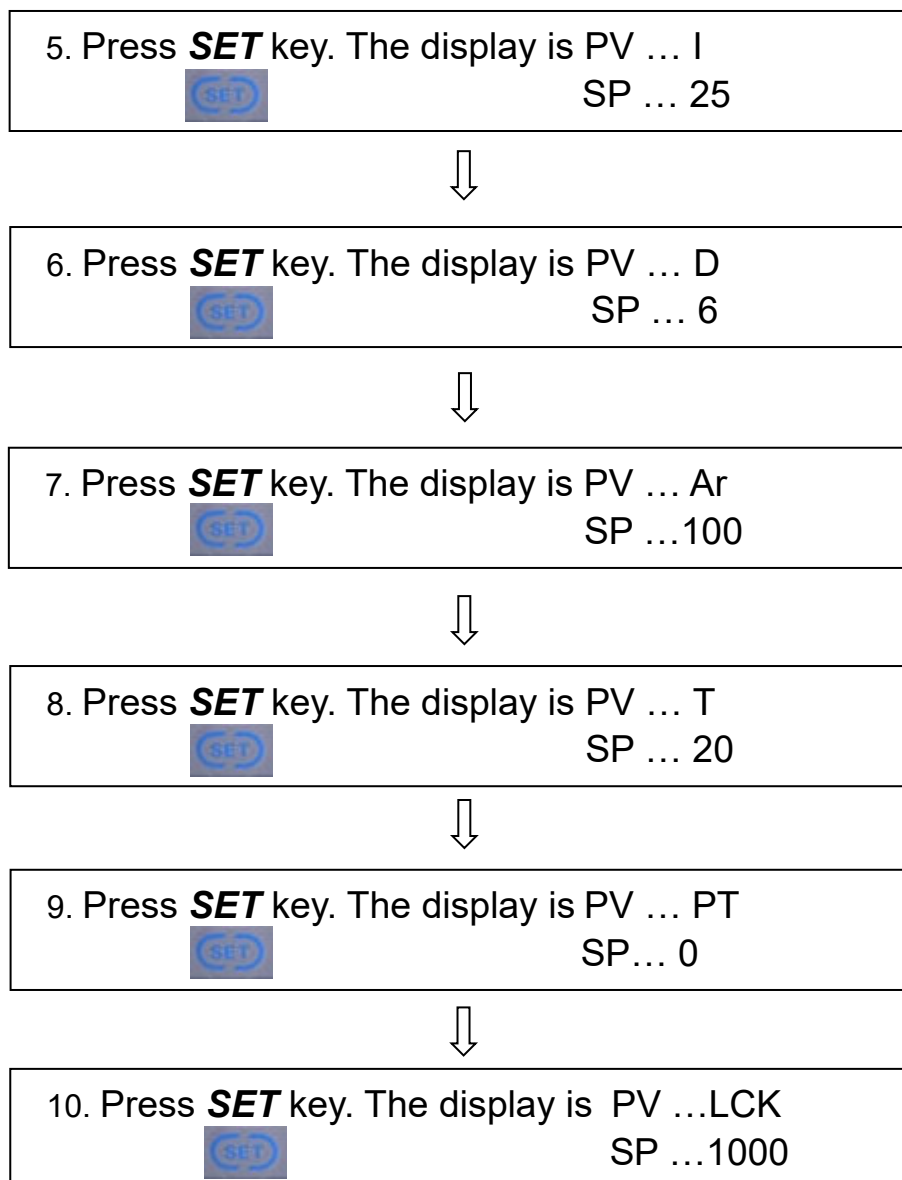 5. Press SET key. The display is PV … I
SET SP … 25
6. Press SET key. The display is PV … D
SET SP … 6
7. Press SET key. The display is PV … Ar
SET SP …100
8. Press SET key. The display is PV … T
SET SP … 20
9. Press SET key. The display is PV … PT
SET SP… 0
10. Press SET key. The display is PV …LCK
SET SP …1000